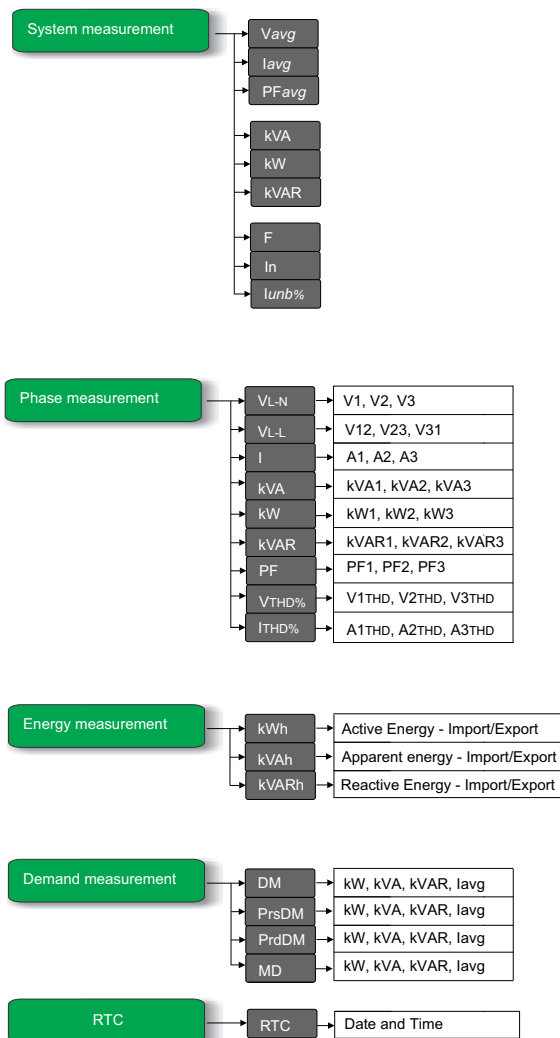 System measurement
Vavg
Iavg
PFavg
kVA
kW
kVAR
F
In
Iunb%
Phase measurement
VL-N V1, V2, V3
VL-L V12, V23, V31
I A1, A2, A3
kVA kVA1, kVA2, kVA3
kW kW1, kW2, kW3
kVAR kVAR1, kVAR2, kVAR3
PF PF1, PF2, PF3
VTHD% V1THD, V2THD, V3THD
ITHD% A1THD, A2THD, A3THD
Energy measurement
kWh Active Energy - Import/Export
kVAh Apparent energy - Import/Export
kVARh Reactive Energy - Import/Export
Demand measurement
DM kW, kVA, kVAR, Iavg
PrsDM kW, kVA, kVAR, Iavg
PrdDM kW, kVA, kVAR, Iavg
MD kW, kVA, kVAR, Iavg
RTC RTC Date and Time